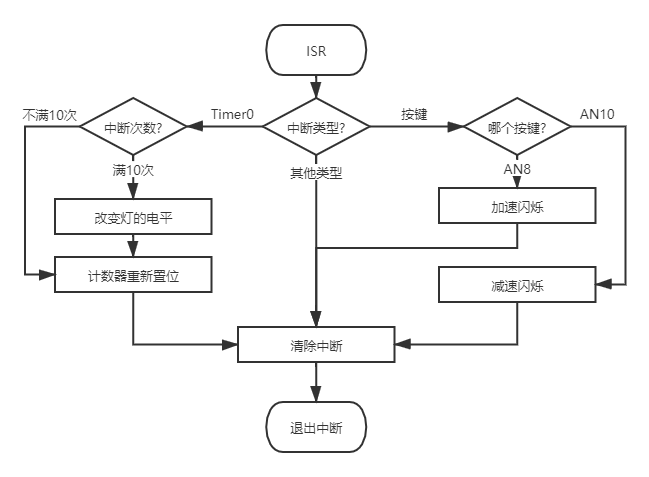 ISR
不满10次
Timer0
按键
AN10
中断次数?
中断类型?
哪个按键?
满10次
其他类型
AN8
改变灯的电平
加速闪烁
计数器重新置位
减速闪烁
清除中断
退出中断